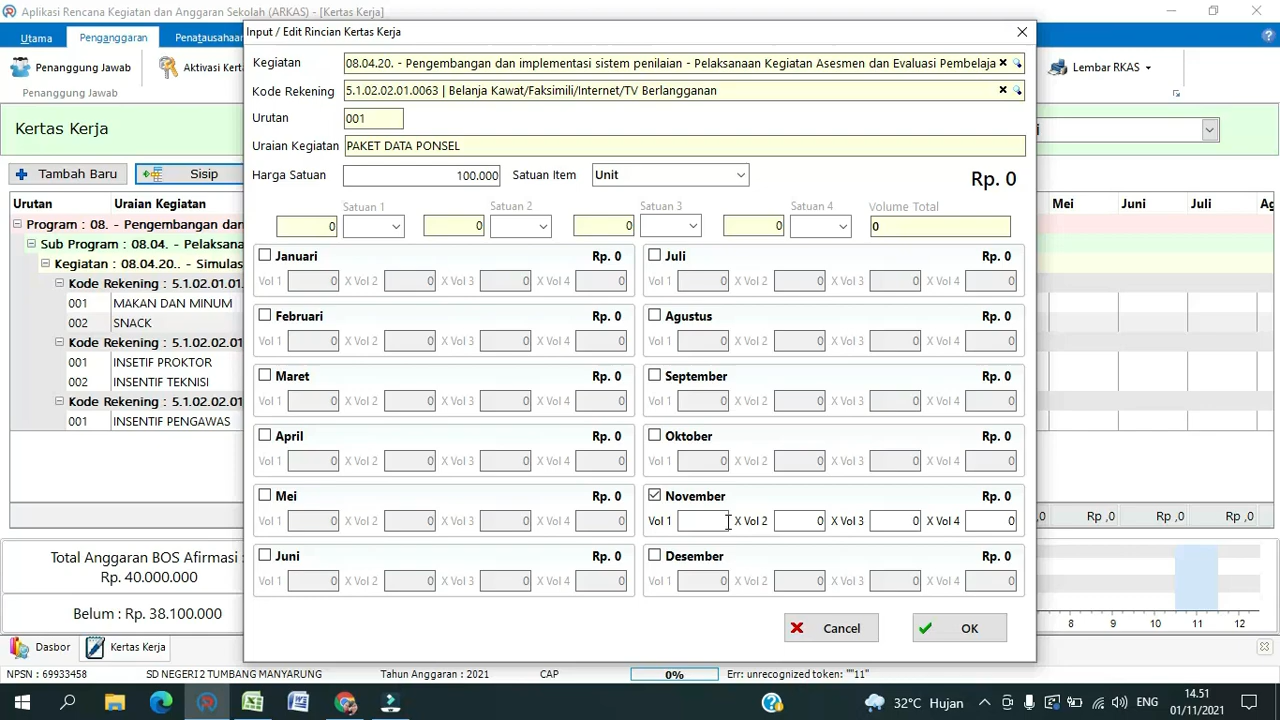 Aplikasi Rencana Kegiatan dan Anggaran Sekolah (ARKAS) - [Kertas Kerja]
Utama Penganggaran Penatausahaa
Penanggung Jawab Aktivasi Kert Lembar RKAS
Penanggung Jawab
Kertas Kerja
Tambah Baru Sisip
Urutan Uraian Kegiatan Mei Juni Juli Ag
Program : 08. - Pengembangan dar
Sub Program : 08.04. - Pelaksana
Kegiatan : 08.04.20.. - Simulas
Kode Rekening : 5.1.02.01.01.
001 MAKAN DAN MINUM
002 SNACK
Kode Rekening : 5.1.02.02.01
001 INSETIF PROKTOR
002 INSENTIF TEKNISI
Kode Rekening : 5.1.02.02.01
001 INSENTIF PENGAWAS
,0 Rp ,0 Rp ,0 Rp ,0
Total Anggaran BOS Afirmasi
Rp. 40.000.000
Belum : Rp. 38.100.000
8 9 10 11 12
Input / Edit Rincian Kertas Kerja
Kegiatan 08.04.20. - Pengembangan dan implementasi sistem penilaian - Pelaksanaan Kegiatan Asesmen dan Evaluasi Pembelaja
Kode Rekening 5.1.02.02.01.0063 | Belanja Kawat/Faksimili/Internet/TV Berlangganan
Urutan 001
Uraian Kegiatan PAKET DATA PONSEL
Harga Satuan 100.000 Satuan Item Unit Rp. 0
Satuan 1 Satuan 2 Satuan 3 Satuan 4 Volume Total
0 0 0 0 0
Januari Rp. 0 Juli Rp. 0
Vol 1 0 X Vol 2 0 X Vol 3 0 X Vol 4 0 Vol 1 0 X Vol 2 0 X Vol 3 0 X Vol 4 0
Februari Rp. 0 Agustus Rp. 0
Vol 1 0 X Vol 2 0 X Vol 3 0 X Vol 4 0 Vol 1 0 X Vol 2 0 X Vol 3 0 X Vol 4 0
Maret Rp. 0 September Rp. 0
Vol 1 0 X Vol 2 0 X Vol 3 0 X Vol 4 0 Vol 1 0 X Vol 2 0 X Vol 3 0 X Vol 4 0
April Rp. 0 Oktober Rp. 0
Vol 1 0 X Vol 2 0 X Vol 3 0 X Vol 4 0 Vol 1 0 X Vol 2 0 X Vol 3 0 X Vol 4 0
Mei Rp. 0 November Rp. 0
Vol 1 0 X Vol 2 0 X Vol 3 0 X Vol 4 0 Vol 1 X Vol 2 0 X Vol 3 0 X Vol 4 0
Juni Rp. 0 Desember Rp. 0
Vol 1 0 X Vol 2 0 X Vol 3 0 X Vol 4 0 Vol 1 0 X Vol 2 0 X Vol 3 0 X Vol 4 0
Cancel OK
Dasbor Kertas Kerja
NPSN : 69933458 SD NEGERI 2 TUMBANG MANYARUNG Tahun Anggaran : 2021 CAP 0% Err: unrecognized token: ""11"
32°C Hujan ENG 14.51
01/11/2021